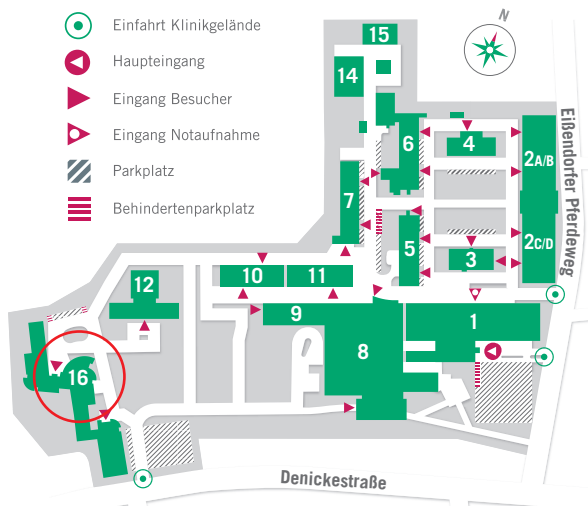 Einfahrt Klinikgelände
Haupteingang
Eingang Besucher
Eingang Notaufnahme
Parkplatz
Behindertenparkplatz
N
15
14
6
4
2A/B
Eißendorfer Pferdeweg
7
5
3
2C/D
10
11
12
9
1
8
16
Denickestraße